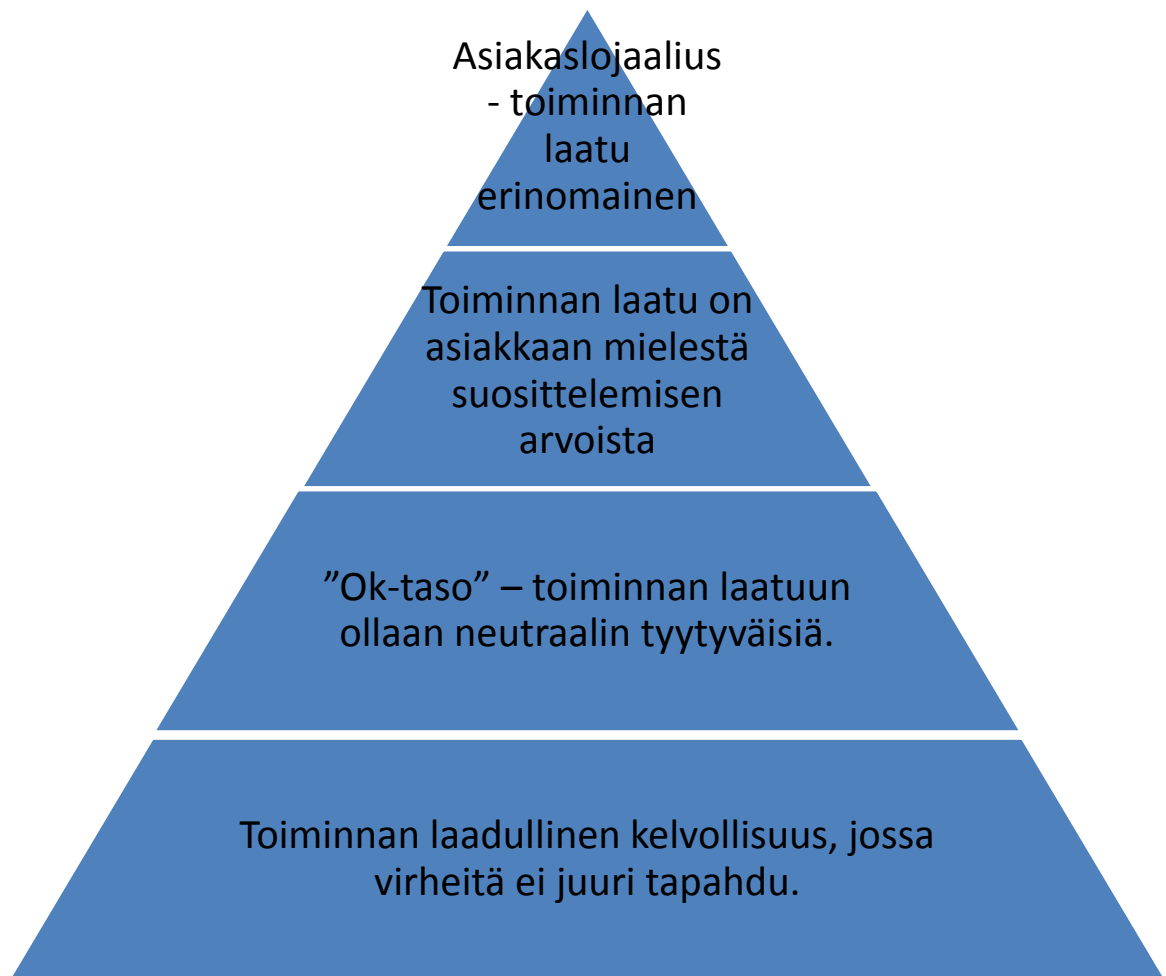 Asiakaslojaalius
- toiminnan
laatu
erinomainen
Toiminnan laatu on
asiakkaan mielestä
suosittelemisen
arvoista
”Ok-taso” – toiminnan laatuun
ollaan neutraalin tyytyväisiä.
Toiminnan laadullinen kelvollisuus, jossa
virheitä ei juuri tapahdu.